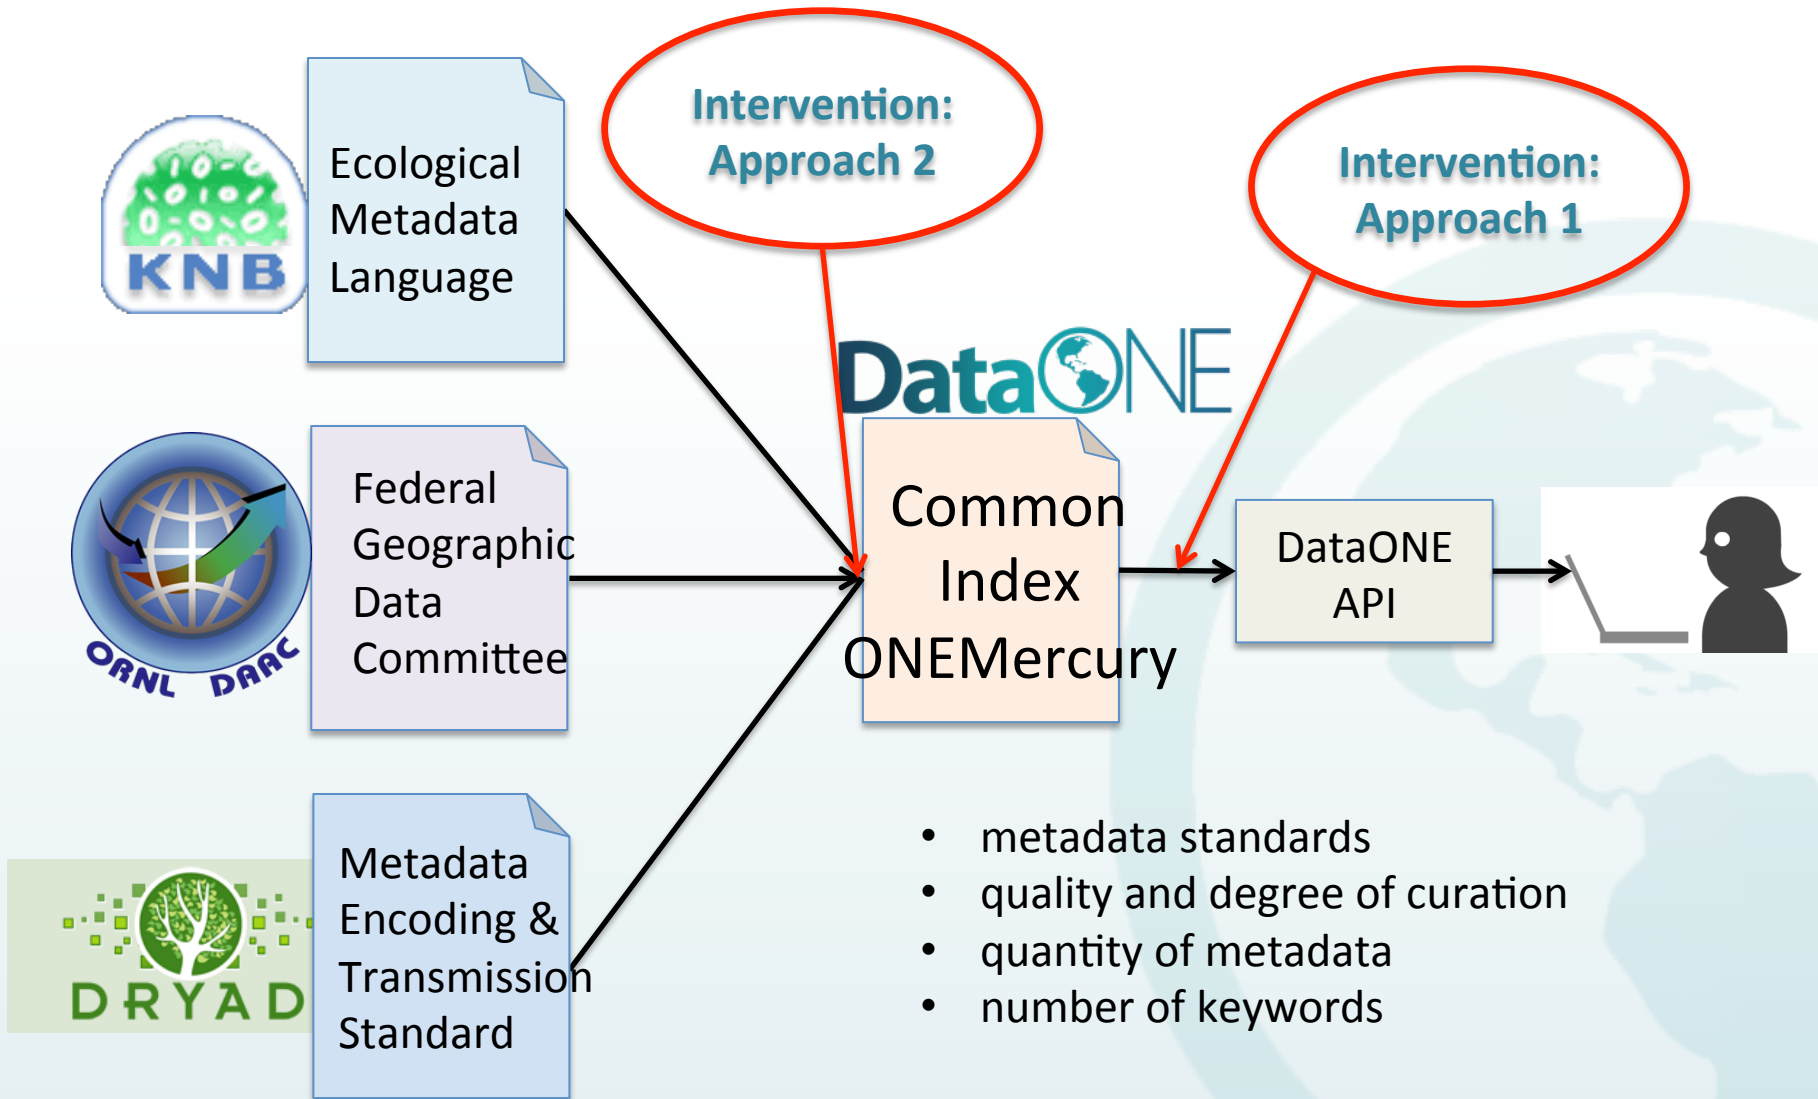 KNB
Ecological
Metadata
Language
Intervention:
Approach 2
Intervention:
Approach 1
DataONE
ORNL DAAC
Federal
Geographic
Data
Committee
Common
Index
ONEMercury
DataONE
API
DRYAD
Metadata
Encoding &
Transmission
Standard
• metadata standards
• quality and degree of curation
• quantity of metadata
• number of keywords